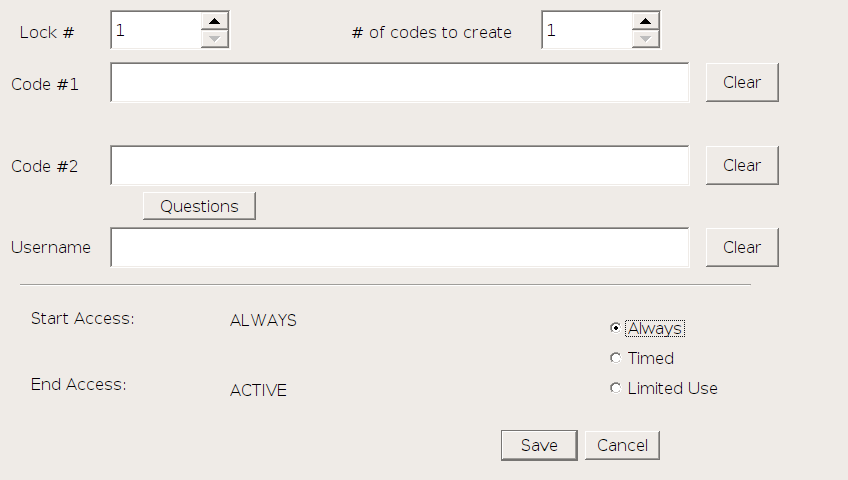 Lock # 1 # of codes to create 1
Code #1 Clear
Code #2 Clear
Questions
Username Clear
Start Access: ALWAYS
Always
Timed
End Access: ACTIVE
Limited Use
Save Cancel